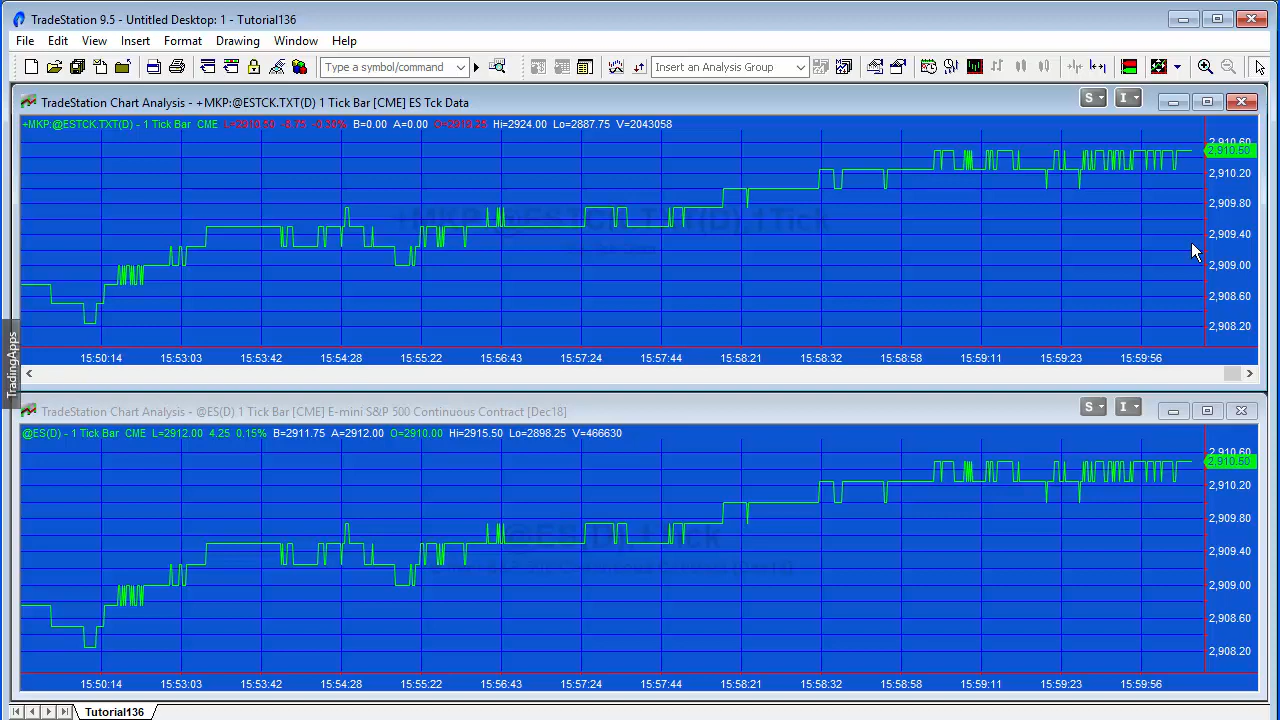 TradeStation 9.5 - Untitled Desktop: 1 - Tutorial136
File Edit View Insert Format Drawing Window Help
Type a symbol/command Insert an Analysis Group
TradeStation Chart Analysis - +MKP:@ESTCK.TXT(D) 1 Tick Bar [CME] ES Tck Data S I
+MKP:@ESTCK.TXT(D) - 1 Tick Bar CME L=2910.50 -8.75 -0.30% B=0.00 A=0.00 O=2919.25 Hi=2924.00 Lo=2887.75 V=2043058
2,910.60
2,910.50
2,910.20
2,909.80
+MKP:@ESTCK.TXT(D),1 Tick
2,909.40
2,909.00
2,908.60
2,908.20
15:50:14 15:53:03 15:53:42 15:54:28 15:55:22 15:56:43 15:57:24 15:57:44 15:58:21 15:58:32 15:58:58 15:59:11 15:59:23 15:59:56
TradingApps
TradeStation Chart Analysis - @ES(D) 1 Tick Bar [CME] E-mini S&P 500 Continuous Contract [Dec18] S I
@ES(D) - 1 Tick Bar CME L=2912.00 4.25 0.15% B=2911.75 A=2912.00 O=2910.00 Hi=2915.50 Lo=2898.25 V=466630
2,910.60
2,910.50
2,910.20
2,909.80
@ES(D),1 Tick
2,909.40
2,909.00
2,908.60
2,908.20
15:50:14 15:53:03 15:53:42 15:54:28 15:55:22 15:56:43 15:57:24 15:57:44 15:58:21 15:58:32 15:58:58 15:59:11 15:59:23 15:59:56
Tutorial136